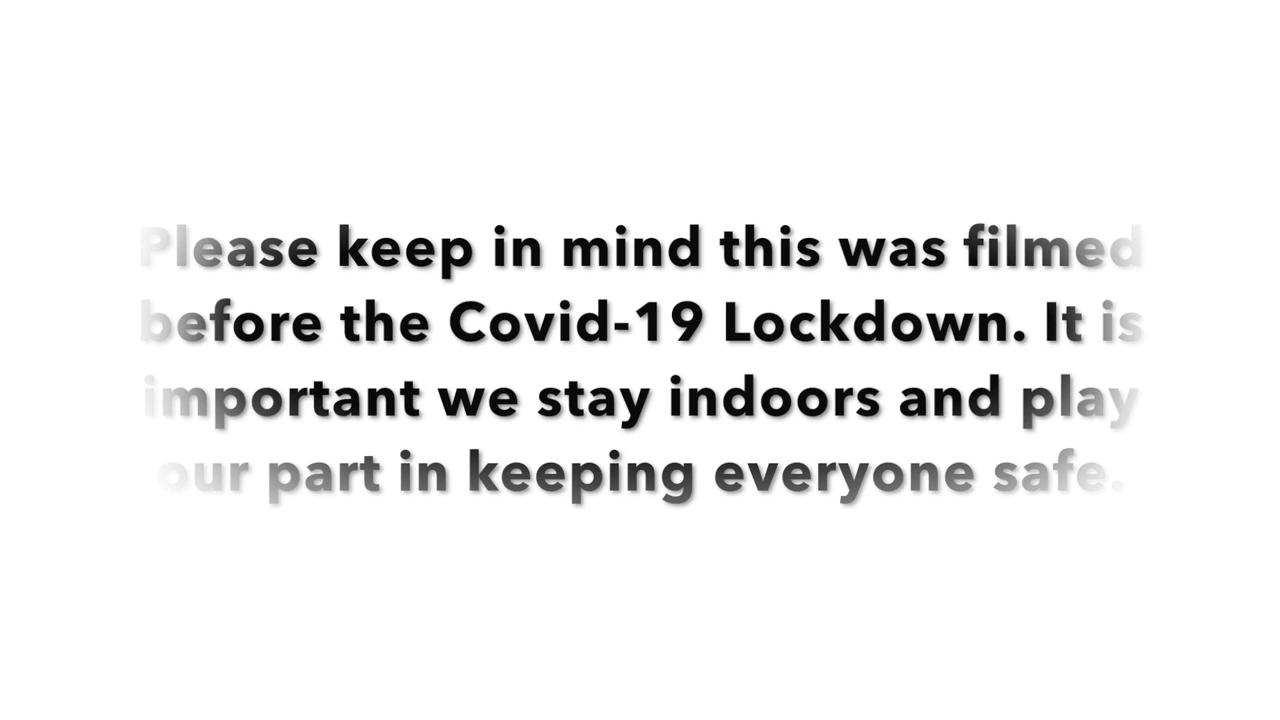 Please keep in mind this was filmed
before the Covid-19 Lockdown. It is
important we stay indoors and play
our part in keeping everyone safe.